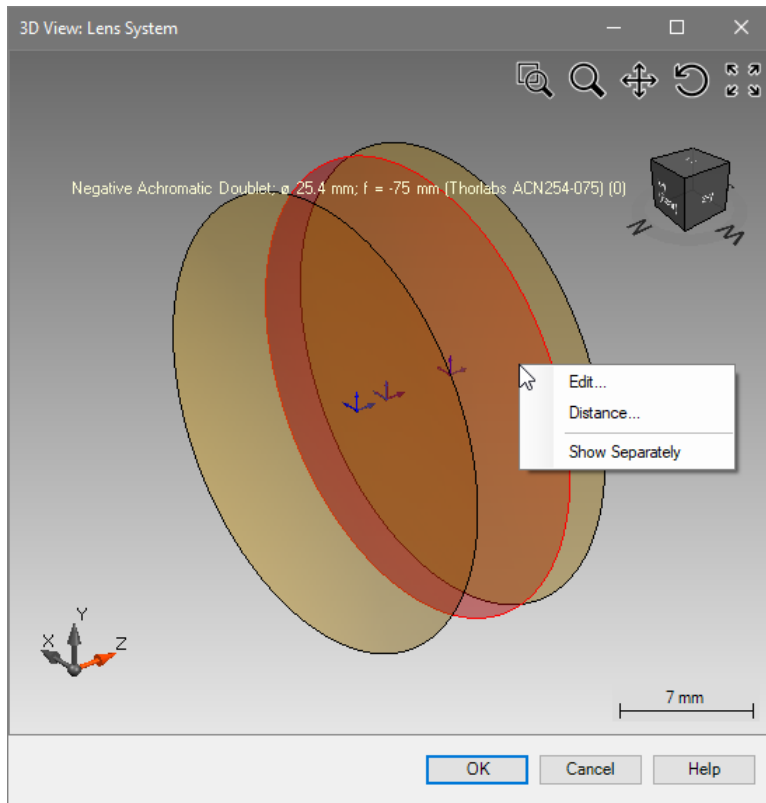 3D View: Lens System
Negative Achromatic Doublet; ø 25.4 mm; f = -75 mm (Thorlabs ACN254-075) (0)
N
M
Edit...
Distance...
Show Separately
Y
X
Z
7 mm
OK
Cancel
Help